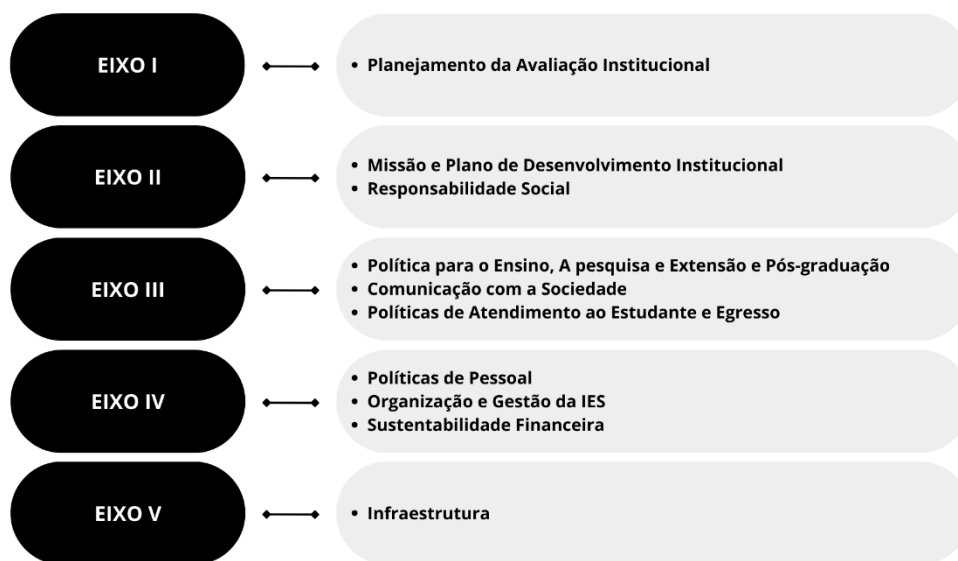 EIXO I
• Planejamento da Avaliação Institucional
EIXO II
• Missão e Plano de Desenvolvimento Institucional
• Responsabilidade Social
EIXO III
• Política para o Ensino, A pesquisa e Extensão e Pós-graduação
• Comunicação com a Sociedade
• Políticas de Atendimento ao Estudante e Egresso
EIXO IV
• Políticas de Pessoal
• Organização e Gestão da IES
• Sustentabilidade Financeira
EIXO V
• Infraestrutura